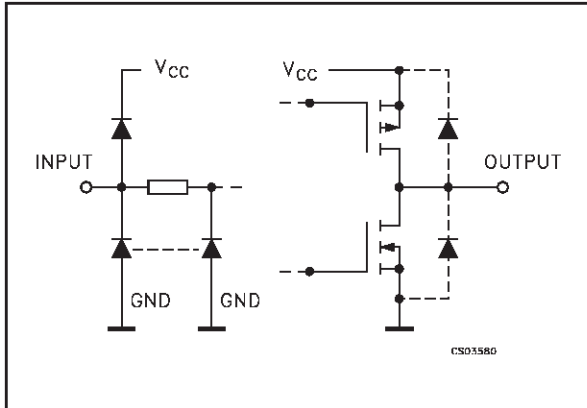 VCC
VCC
INPUT
OUTPUT
GND
GND
CS03580